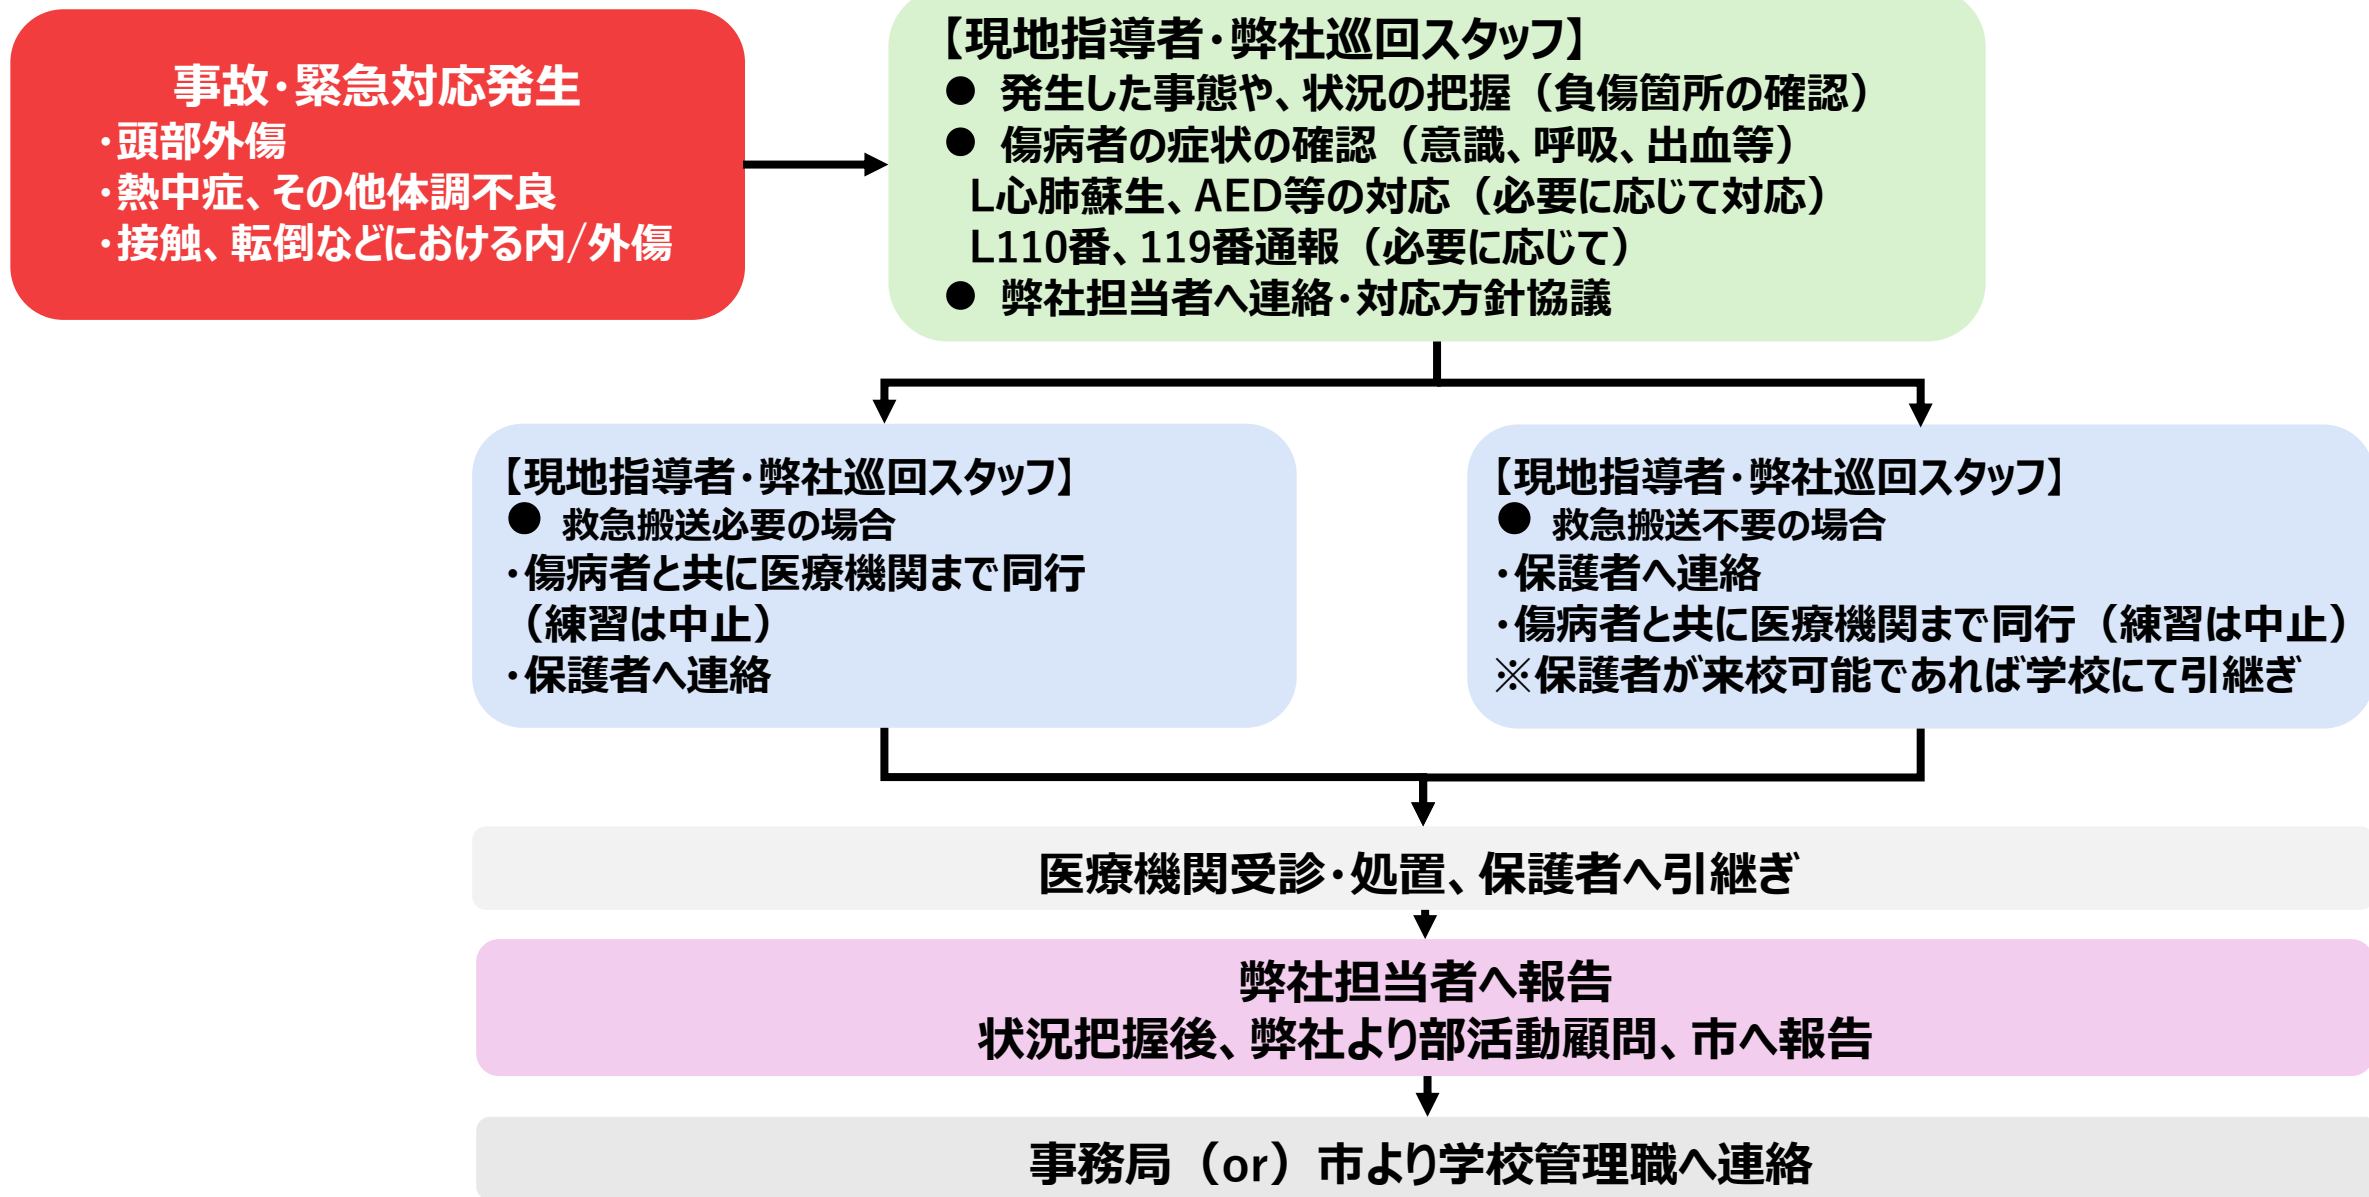 事故・緊急対応発生
・頭部外傷
・熱中症、その他体調不良
・接触、転倒などにおける内/外傷
【現地指導者・弊社巡回スタッフ】
● 発生した事態や、状況の把握（負傷箇所の確認）
● 傷病者の症状の確認（意識、呼吸、出血等）
L心肺蘇生、AED等の対応（必要に応じて対応）
L110番、119番通報（必要に応じて）
● 弊社担当者へ連絡・対応方針協議
【現地指導者・弊社巡回スタッフ】
● 救急搬送必要の場合
・傷病者と共に医療機関まで同行
（練習は中止）
・保護者へ連絡
【現地指導者・弊社巡回スタッフ】
● 救急搬送不要の場合
・保護者へ連絡
・傷病者と共に医療機関まで同行（練習は中止）
※保護者が来校可能であれば学校にて引継ぎ
医療機関受診・処置、保護者へ引継ぎ
弊社担当者へ報告
状況把握後、弊社より部活動顧問、市へ報告
事務局（or）市より学校管理職へ連絡